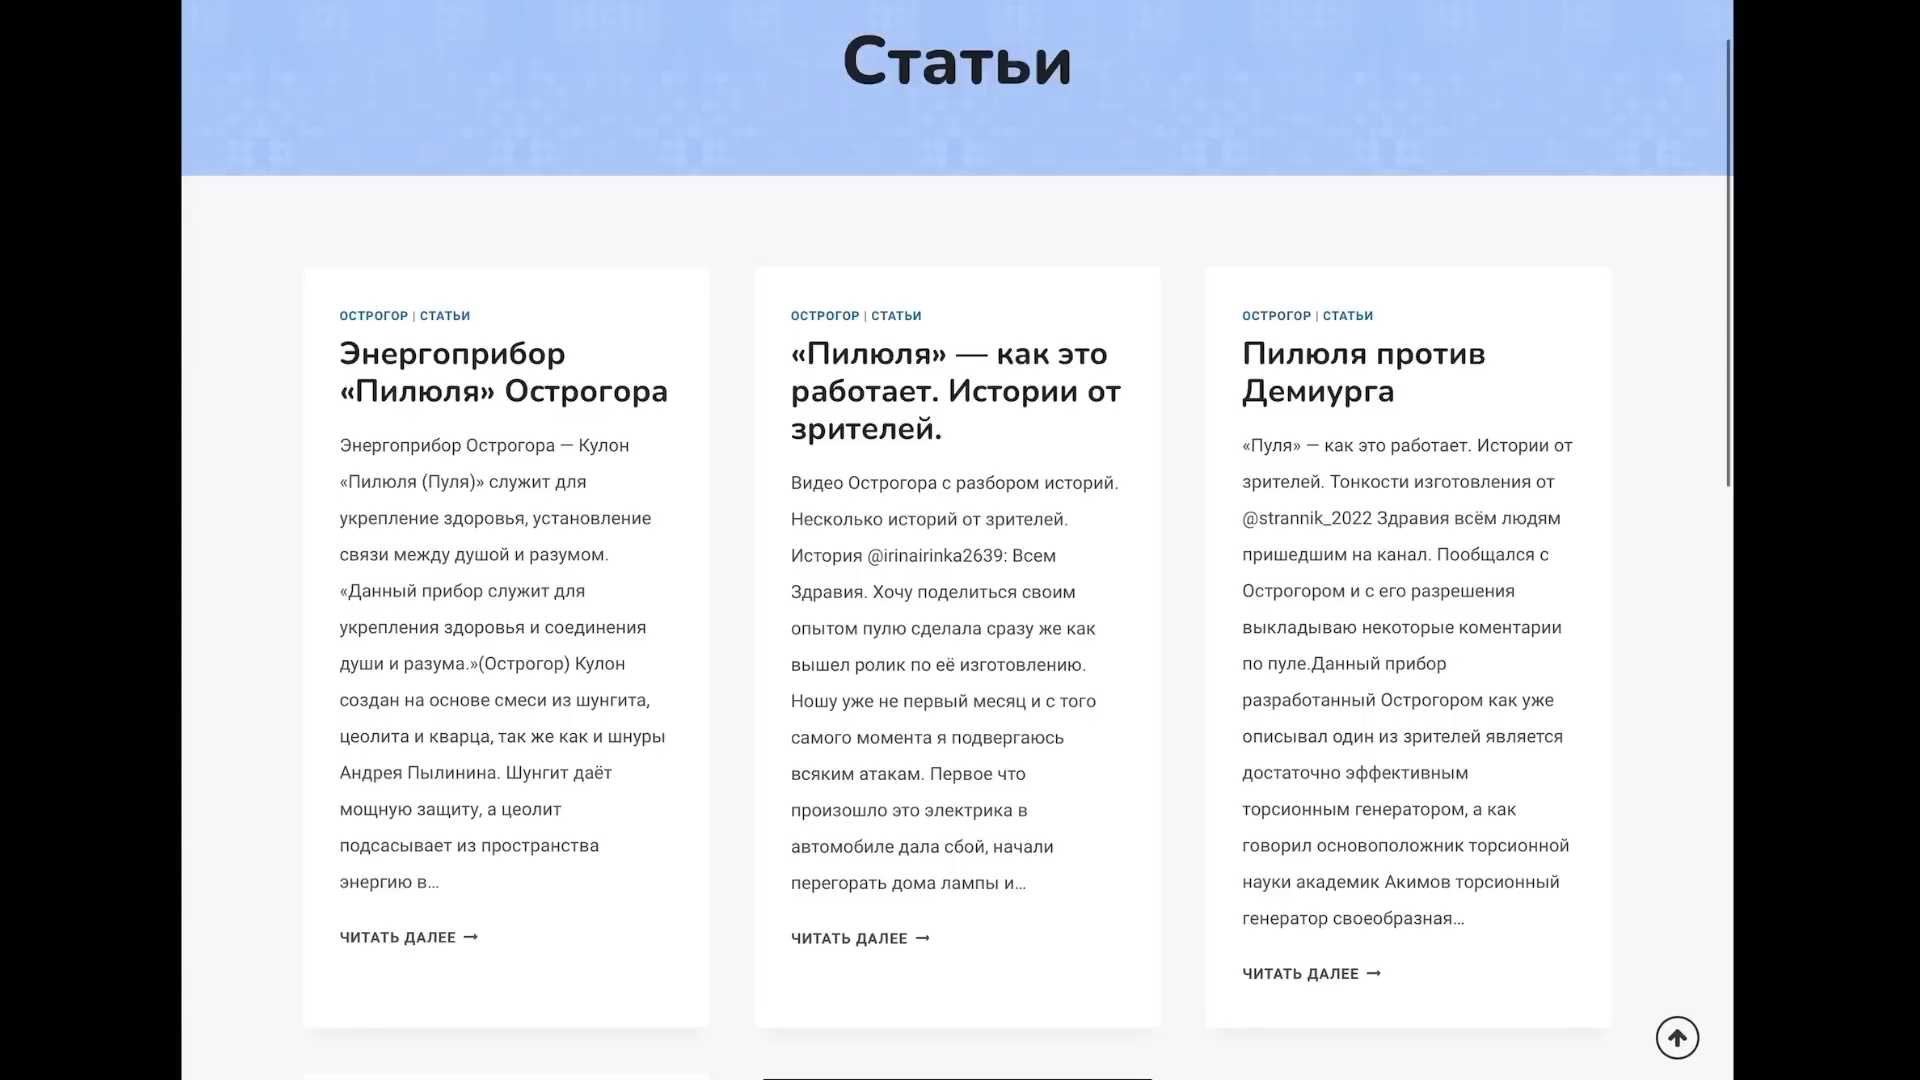 Статьи
ОСТРОГОР | СТАТЬИ
Энергоприбор
«Пилюля» Острогора
Энергоприбор Острогора — Кулон
«Пилюля (Пуля)» служит для
укрепление здоровья, установление
связи между душой и разумом.
«Данный прибор служит для
укрепления здоровья и соединения
души и разума.»(Острогор) Кулон
создан на основе смеси из шунгита,
цеолита и кварца, так же как и шнуры
Андрея Пылинина. Шунгит даёт
мощную защиту, а цеолит
подсасывает из пространства
энергию в…
ЧИТАТЬ ДАЛЕЕ →
ОСТРОГОР | СТАТЬИ
«Пилюля» — как это
работает. Истории от
зрителей.
Видео Острогора с разбором историй.
Несколько историй от зрителей.
История @irinairinka2639: Всем
Здравия. Хочу поделиться своим
опытом пулю сделала сразу же как
вышел ролик по её изготовлению.
Ношу уже не первый месяц и с того
самого момента я подвергаюсь
всяким атакам. Первое что
произошло это электрика в
автомобиле дала сбой, начали
перегорать дома лампы и…
ЧИТАТЬ ДАЛЕЕ →
ОСТРОГОР | СТАТЬИ
Пилюля против
Демиурга
«Пуля» — как это работает. Истории от
зрителей. Тонкости изготовления от
@strannik_2022 Здравия всём людям
пришедшим на канал. Пообщался с
Острогором и с его разрешения
выкладываю некоторые коментарии
по пуле.Данный прибор
разработанный Острогором как уже
описывал один из зрителей является
достаточно эффективным
торсионным генератором, а как
говорил основоположник торсионной
науки академик Акимов торсионный
генератор своеобразная…
ЧИТАТЬ ДАЛЕЕ →